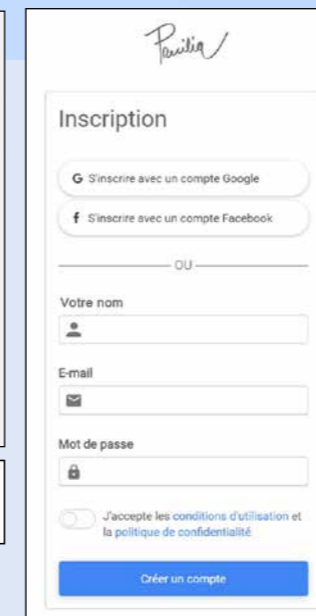 Familia
Inscription
G S'inscrire avec un compte Google
f S'inscrire avec un compte Facebook
OU
Votre nom
E-mail
Mot de passe
J'accepte les conditions d'utilisation et
la politique de confidentialité
Créer un compte